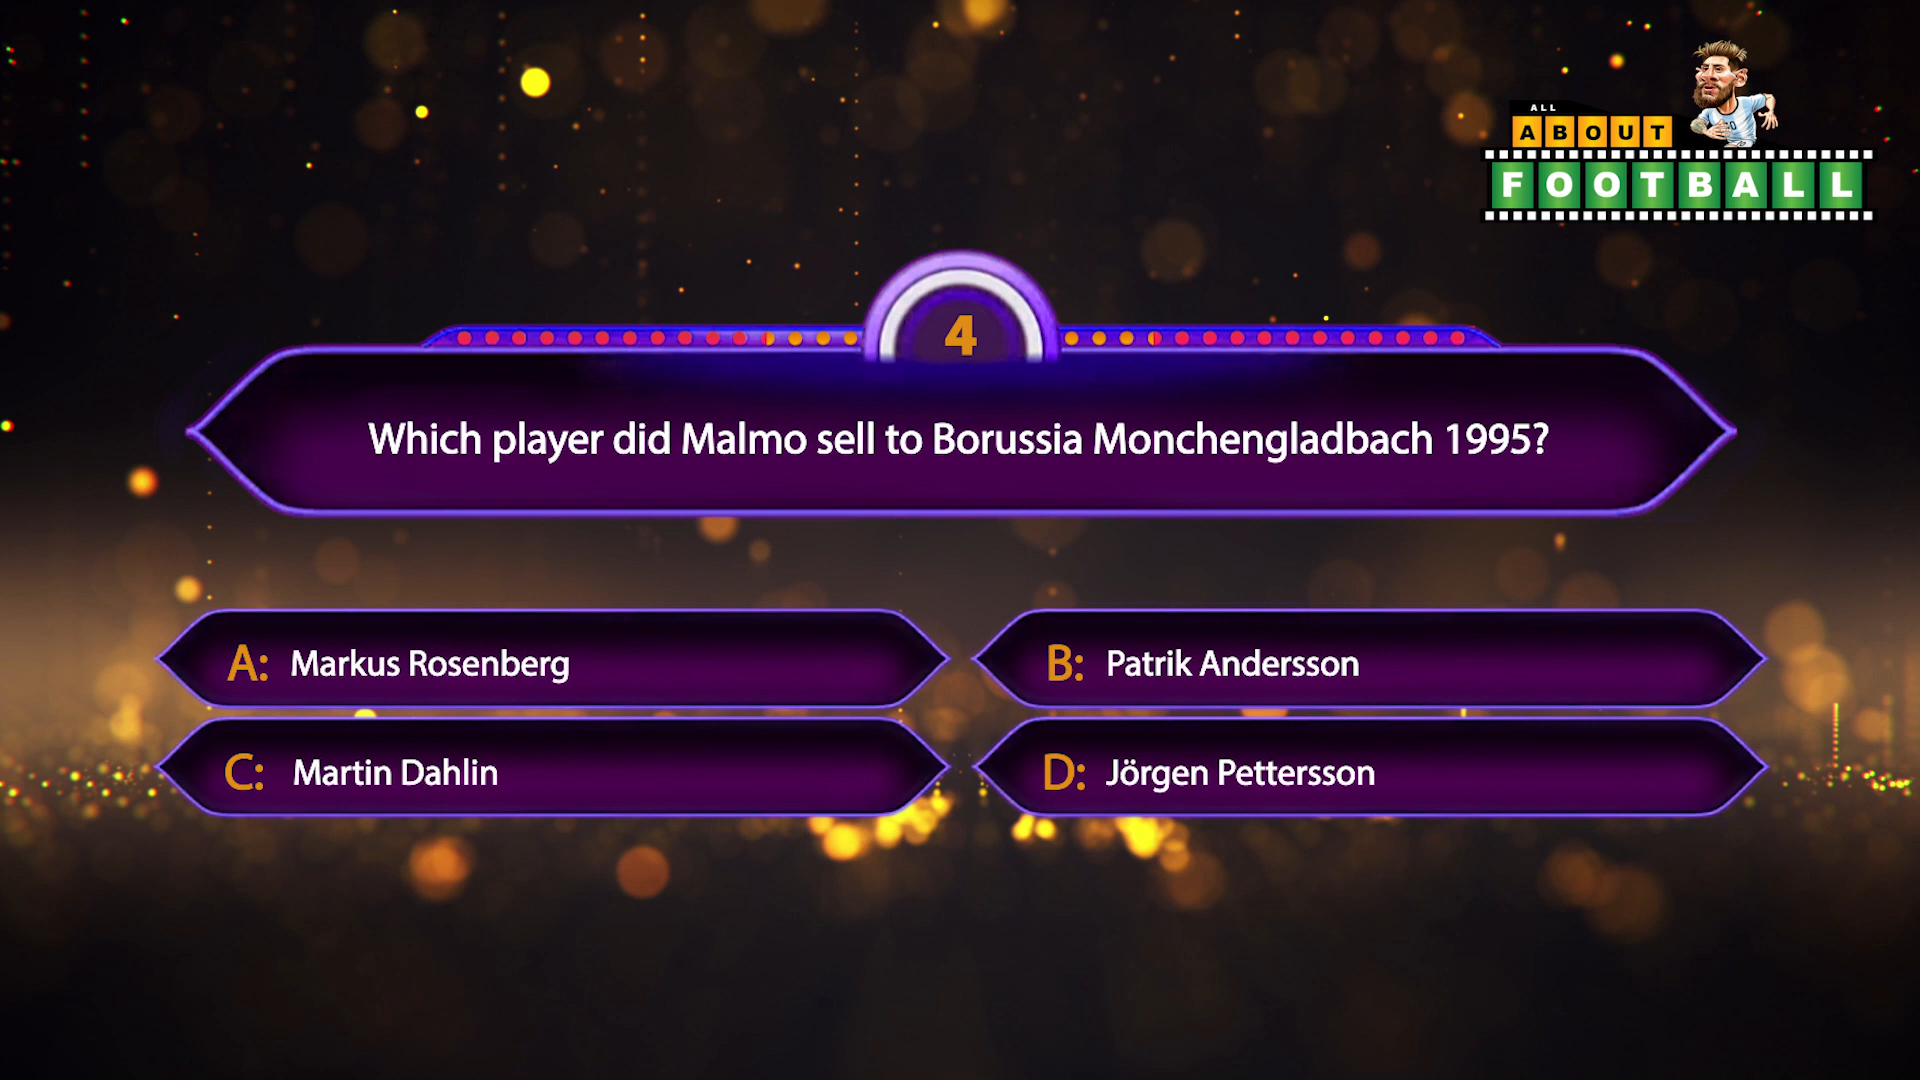 ALL
ABOUT
FOOTBALL
4
Which player did Malmo sell to Borussia Monchengladbach 1995?
A: Markus Rosenberg
B: Patrik Andersson
C: Martin Dahlin
D: Jörgen Pettersson